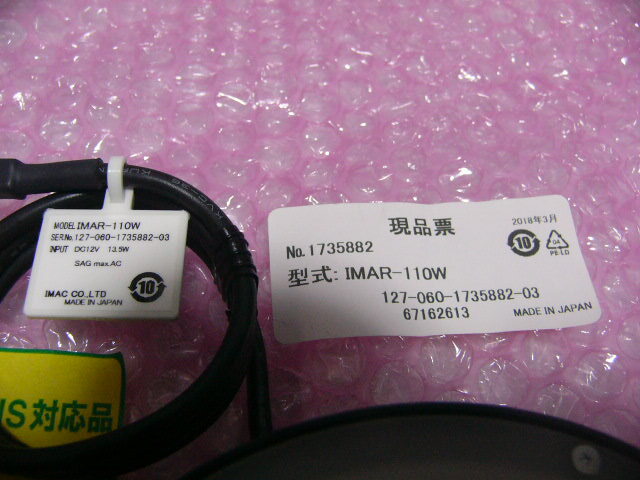 MODEL IMAR-110W
SER.No. 127-060-1735882-03
INPUT DC12V 13.5W
SAG max.AC
IMAC CO.,LTD
MADE IN JAPAN
10
現品票
2018年3月
No.1735882
10
04
PE-LD
型式: IMAR-110W
127-060-1735882-03
67162613
MADE IN JAPAN
IS対応品